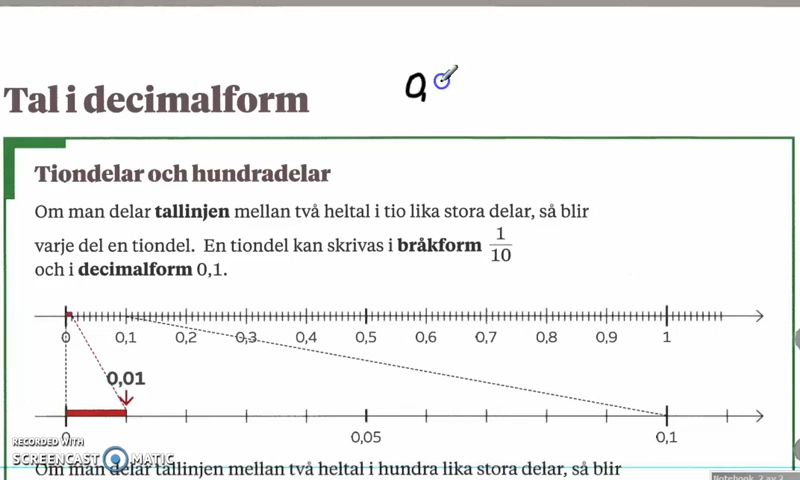 0,
Tal i decimalform
Tiondelar och hundradelar
Om man delar tallinjen mellan två heltal i tio lika stora delar, så blir
varje del en tiondel. En tiondel kan skrivas i bråkform 1/10
och i decimalform 0,1.
0 0,1 0,2 0,3 0,4 0,5 0,6 0,7 0,8 0,9 1
0,01
0 0,05 0,1
RECORDED WITH
SCREENCAST MATIC
Om man delar tallinjen mellan två heltal i hundra lika stora delar, så blir
Notebook 2 av 2